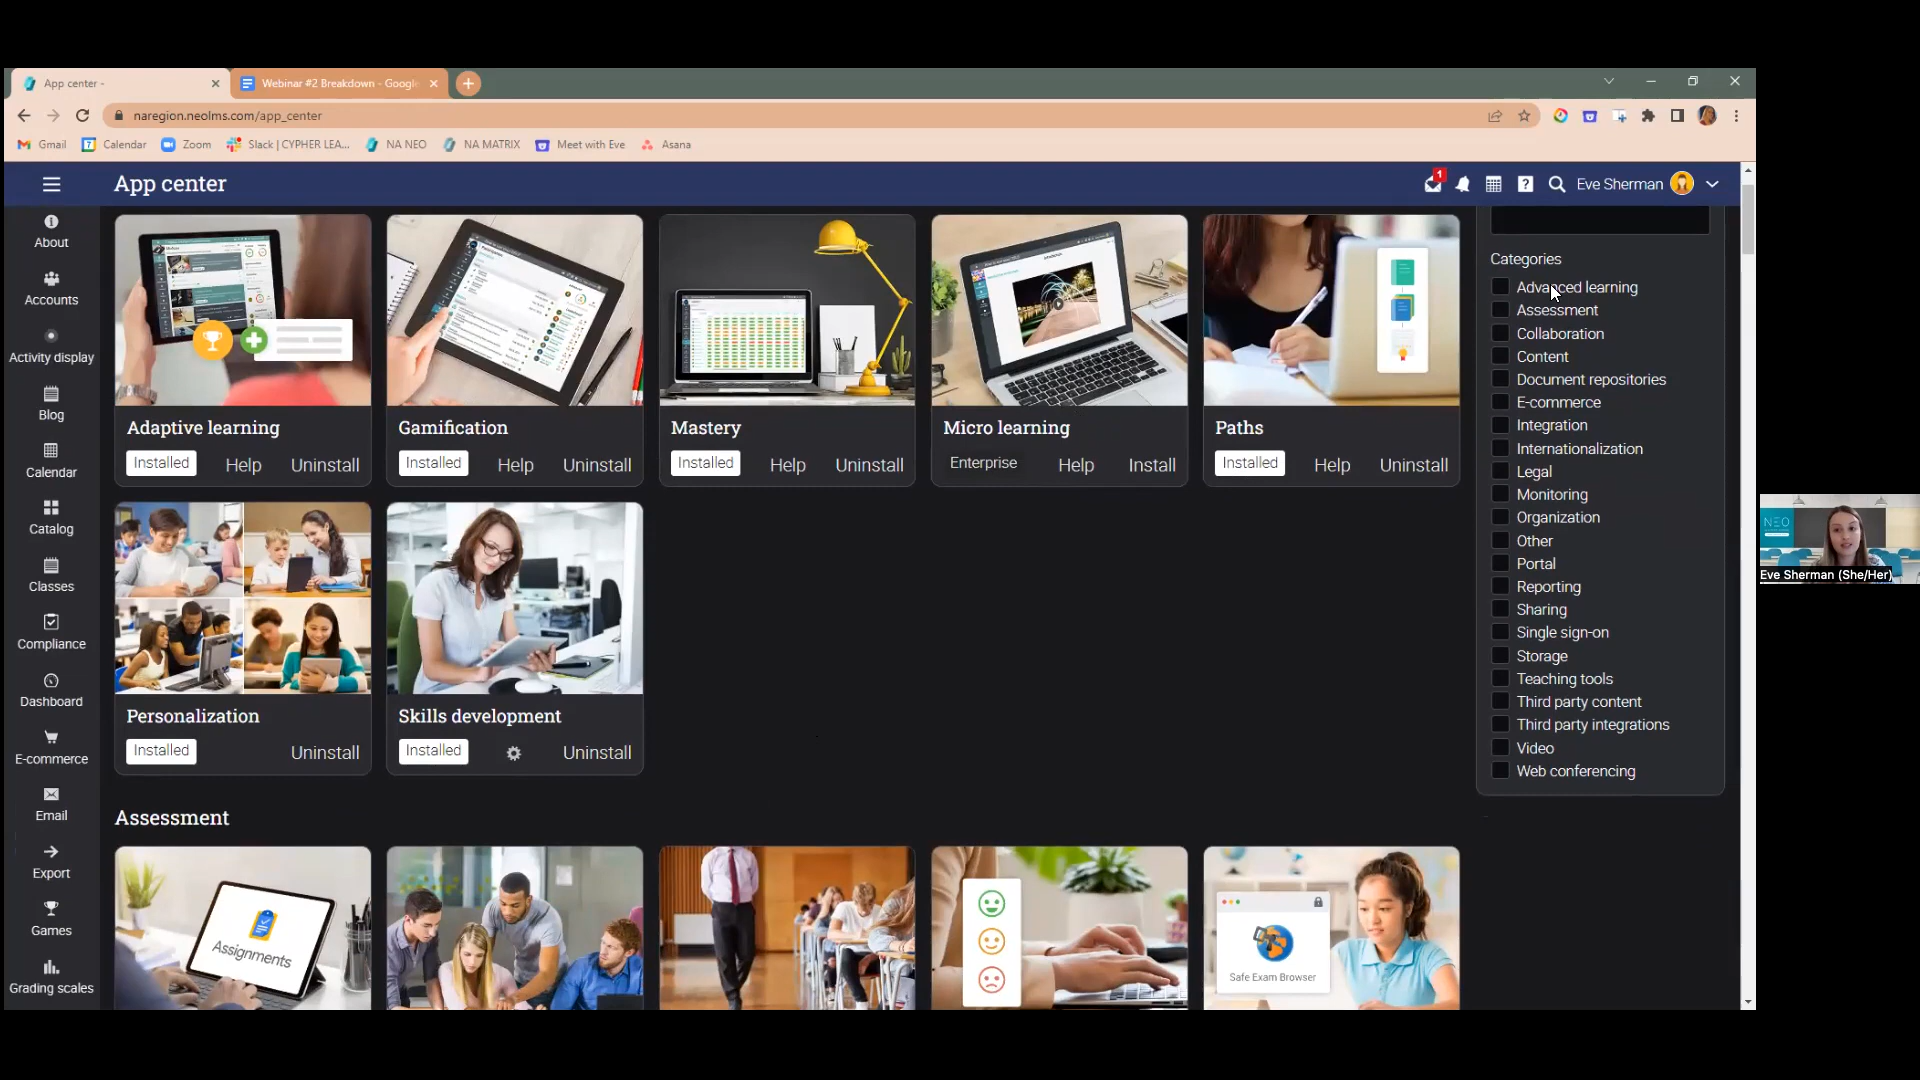 App center -
Webinar #2 Breakdown - Google
naregion.neolms.com/app_center
Gmail
Calendar
Zoom
Slack | CYPHER LEA...
NA NEO
NA MATRIX
Meet with Eve
Asana
App center
1
Eve Sherman
About
Accounts
Activity display
Blog
Calendar
Catalog
Classes
Compliance
Dashboard
E-commerce
Email
Export
Games
Grading scales
Adaptive learning
Installed
Help
Uninstall
Gamification
Installed
Help
Uninstall
Mastery
Installed
Help
Uninstall
Micro learning
Enterprise
Help
Install
Paths
Installed
Help
Uninstall
Personalization
Installed
Uninstall
Skills development
Installed
Uninstall
Assessment
Assignments
Safe Exam Browser
Categories
Advanced learning
Assessment
Collaboration
Content
Document repositories
E-commerce
Integration
Internationalization
Legal
Monitoring
Organization
Other
Portal
Reporting
Sharing
Single sign-on
Storage
Teaching tools
Third party content
Third party integrations
Video
Web conferencing
NEO
Eve Sherman (She/Her)